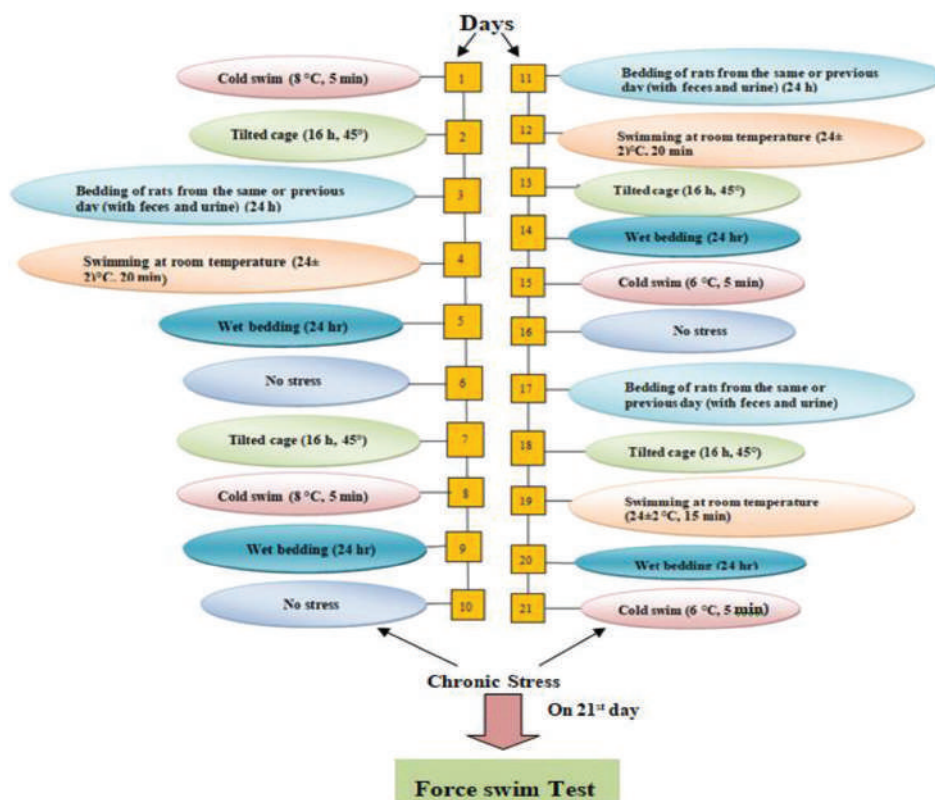 Days
1
Cold swim (8 °C, 5 min)
2
Tilted cage (16 h, 45°)
3
Bedding of rats from the same or previous
day (with feces and urine) (24 h)
4
Swimming at room temperature (24±
2)°C. 20 min)
5
Wet bedding (24 hr)
6
No stress
7
Tilted cage (16 h, 45°)
8
Cold swim (8 °C, 5 min)
9
Wet bedding (24 hr)
10
No stress
11
Bedding of rats from the same or previous
day (with feces and urine) (24 h)
12
Swimming at room temperature (24±
2)°C. 20 min
13
Tilted cage (16 h, 45°)
14
Wet bedding (24 hr)
15
Cold swim (6 °C, 5 min)
16
No stress
17
Bedding of rats from the same or
previous day (with feces and urine)
18
Tilted cage (16 h, 45°)
19
Swimming at room temperature
(24±2 °C, 15 min)
20
Wet bedding (24 hr)
21
Cold swim (6 °C, 5 min)
Chronic Stress
On 21st day
Force swim Test